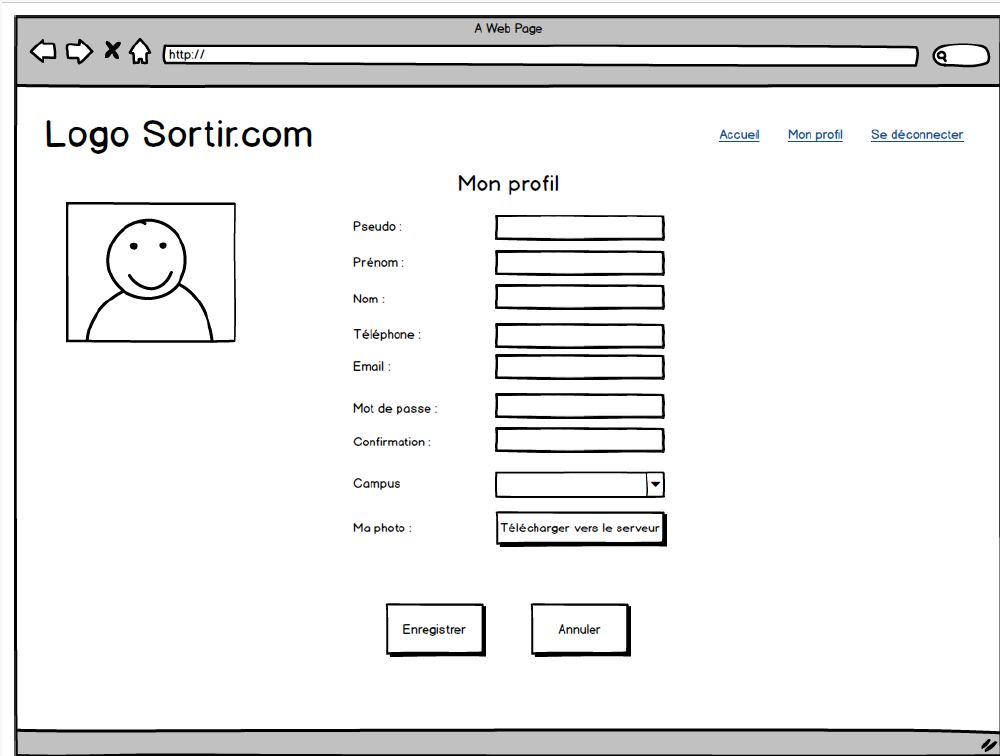 A Web Page
http://
Logo Sortir.com
Accueil Mon profil Se déconnecter
Mon profil
Pseudo :
Prénom :
Nom :
Téléphone :
Email :
Mot de passe :
Confirmation :
Campus
Ma photo : Télécharger vers le serveur
Enregistrer Annuler